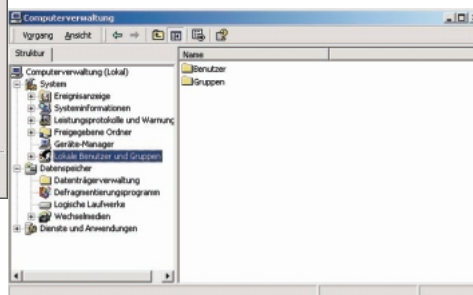 Computerverwaltung
Vorgang Ansicht
Struktur
Name
Computerverwaltung (Lokal)
System
Ereignisanzeige
Systeminformationen
Leistungsprotokolle und Warnung
Freigegebene Ordner
Geräte-Manager
Lokale Benutzer und Gruppen
Datenspeicher
Datenträgerverwaltung
Defragmentierungsprogramm
Logische Laufwerke
Wechselmedien
Dienste und Anwendungen
Benutzer
Gruppen